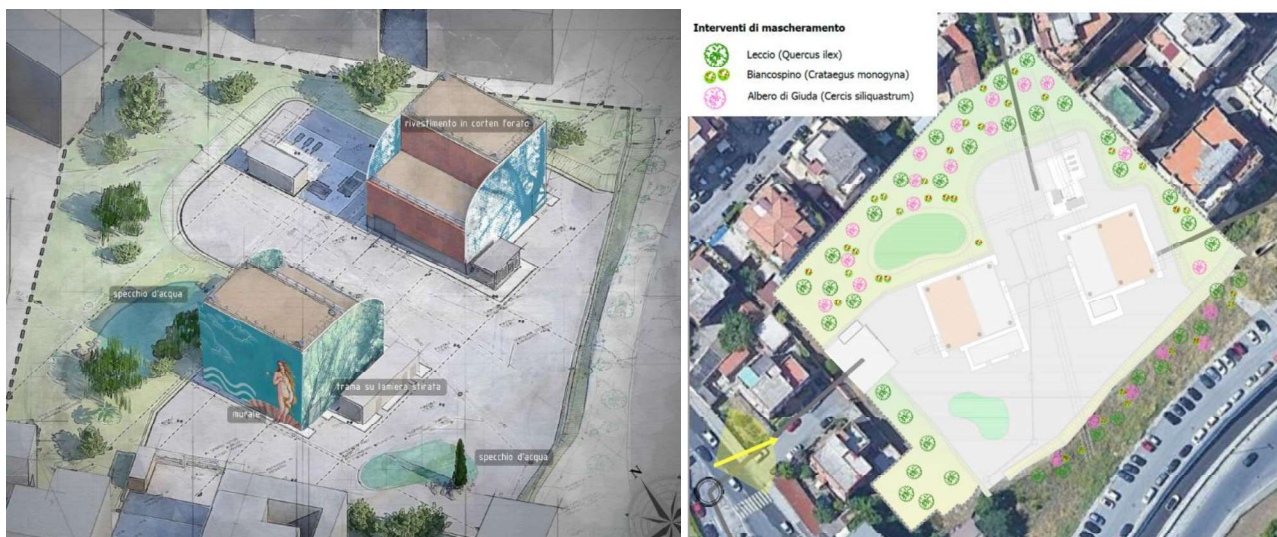 rivestimento in corten forato
specchio d'acqua
trama su lamiera stirata
murale
specchio d'acqua
N
Interventi di mascheramento
Leccio (Quercus ilex)
Biancospino (Crataegus monogyna)
Albero di Giuda (Cercis siliquastrum)